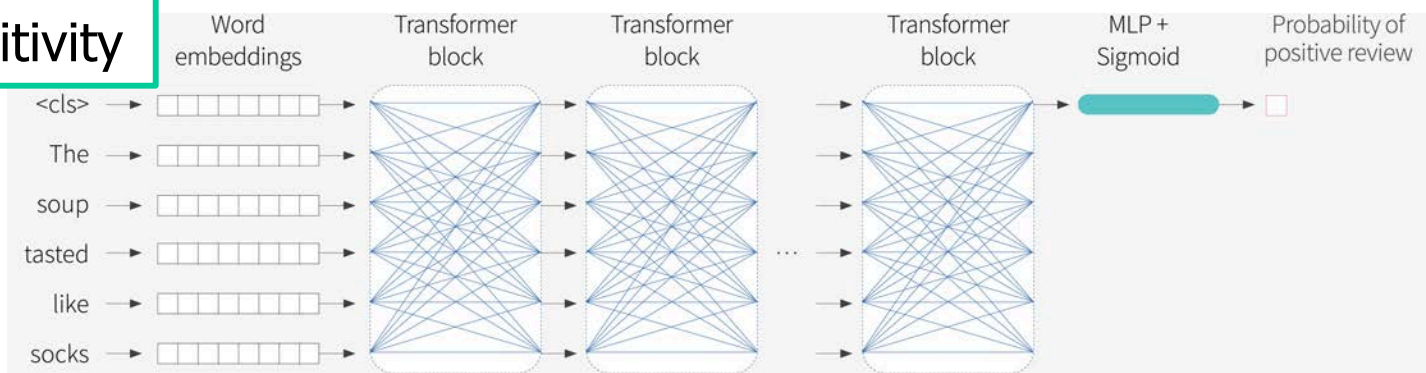 itivity
Word embeddings
Transformer block
Transformer block
Transformer block
MLP + Sigmoid
Probability of positive review
<cls>
The
soup
tasted
...
like
socks